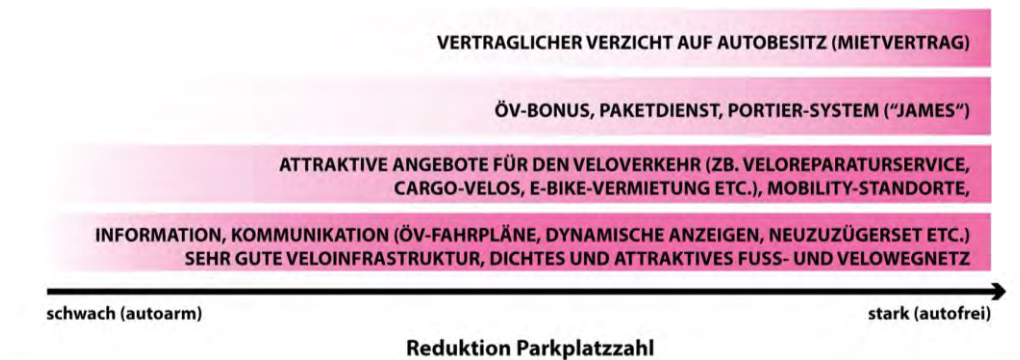 VERTRAGLICHER VERZICHT AUF AUTOBESITZ (MIETVERTRAG)
ÖV-BONUS, PAKETDIENST, PORTIER-SYSTEM ("JAMES")
ATTRAKTIVE ANGEBOTE FÜR DEN VELOVERKEHR (ZB. VELOREPARATURSERVICE,
CARGO-VELOS, E-BIKE-VERMIETUNG ETC.), MOBILITY-STANDORTE,
INFORMATION, KOMMUNIKATION (ÖV-FAHRPLÄNE, DYNAMISCHE ANZEIGEN, NEUZUZÜGERSET ETC.)
SEHR GUTE VELOINFRASTRUKTUR, DICHTES UND ATTRAKTIVES FUSS- UND VELOWEGNETZ
schwach (autoarm)
stark (autofrei)
Reduktion Parkplatzzahl